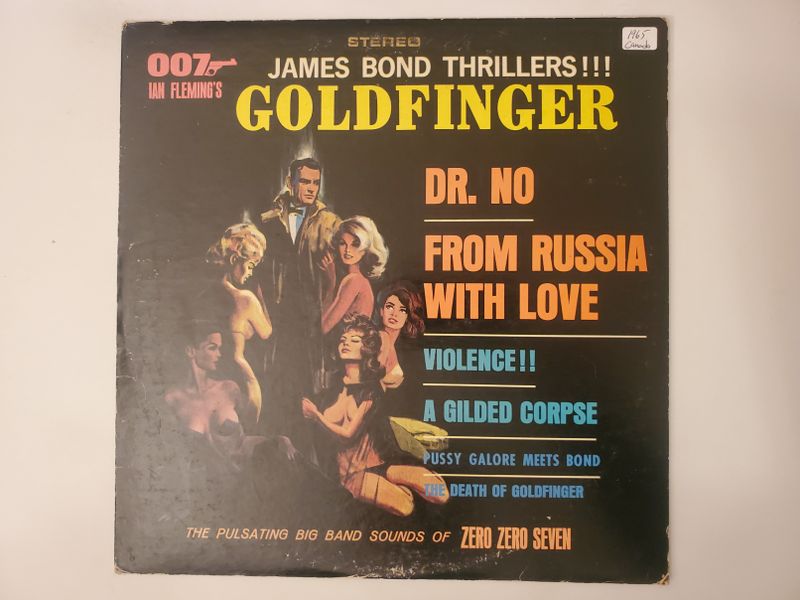 STEREO
1965
Canada
007
JAMES BOND THRILLERS!!!
IAN FLEMING'S
GOLDFINGER
DR. NO
FROM RUSSIA
WITH LOVE
VIOLENCE!!
A GILDED CORPSE
PUSSY GALORE MEETS BOND
THE DEATH OF GOLDFINGER
THE PULSATING BIG BAND SOUNDS OF ZERO ZERO SEVEN